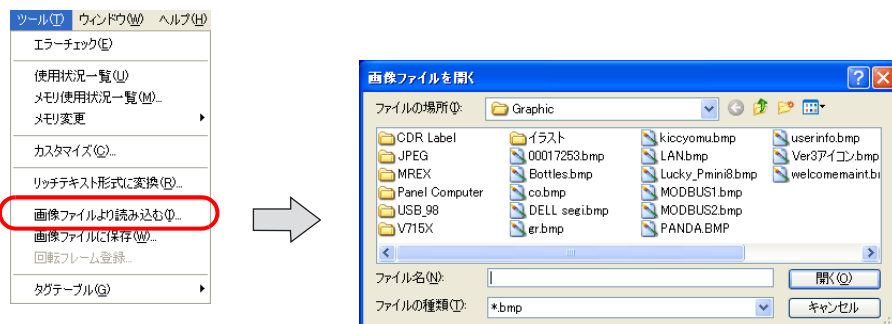 ツール(T) ウィンドウ(W) ヘルプ(H)
エラーチェック(E)
使用状況一覧(U)
メモリ使用状況一覧(M)...
メモリ変更
カスタマイズ(C)...
リッチテキスト形式に変換(R)...
画像ファイルより読み込む(I)...
画像ファイルに保存(W)...
回転フレーム登録...
タグテーブル(G)
画像ファイルを開く
ファイルの場所(I): Graphic
CDR Label
JPEG
MREX
Panel Computer
USB_98
V715X
イラスト
00017253.bmp
Bottles.bmp
co.bmp
DELL segi.bmp
gr.bmp
kiccyomu.bmp
LAN.bmp
Lucky_Pmini8.bmp
MODBUS1.bmp
MODBUS2.bmp
PANDA.BMP
userinfo.bmp
Ver3アイコン.bmp
welcomemaint.b
ファイル名(N): 開く(O)
ファイルの種類(T): *.bmp キャンセル